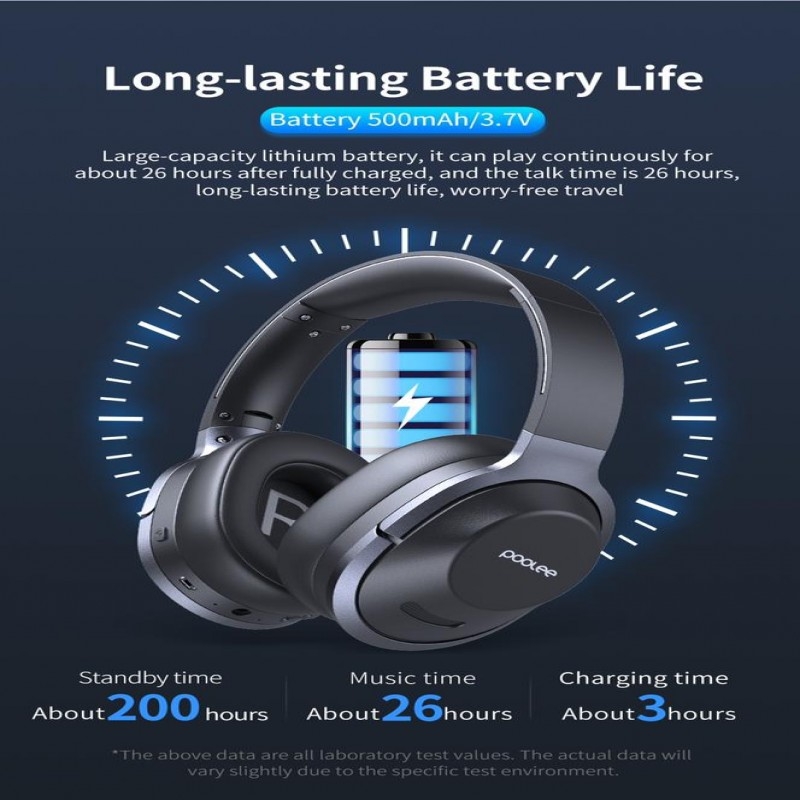 Long-lasting Battery Life
Battery 500mAh/3.7V
Large-capacity lithium battery, it can play continuously for
about 26 hours after fully charged, and the talk time is 26 hours,
long-lasting battery life, worry-free travel
R
poolee
Standby time
About 200 hours
Music time
About 26 hours
Charging time
About 3 hours
*The above data are all laboratory test values. The actual data will
vary slightly due to the specific test environment.